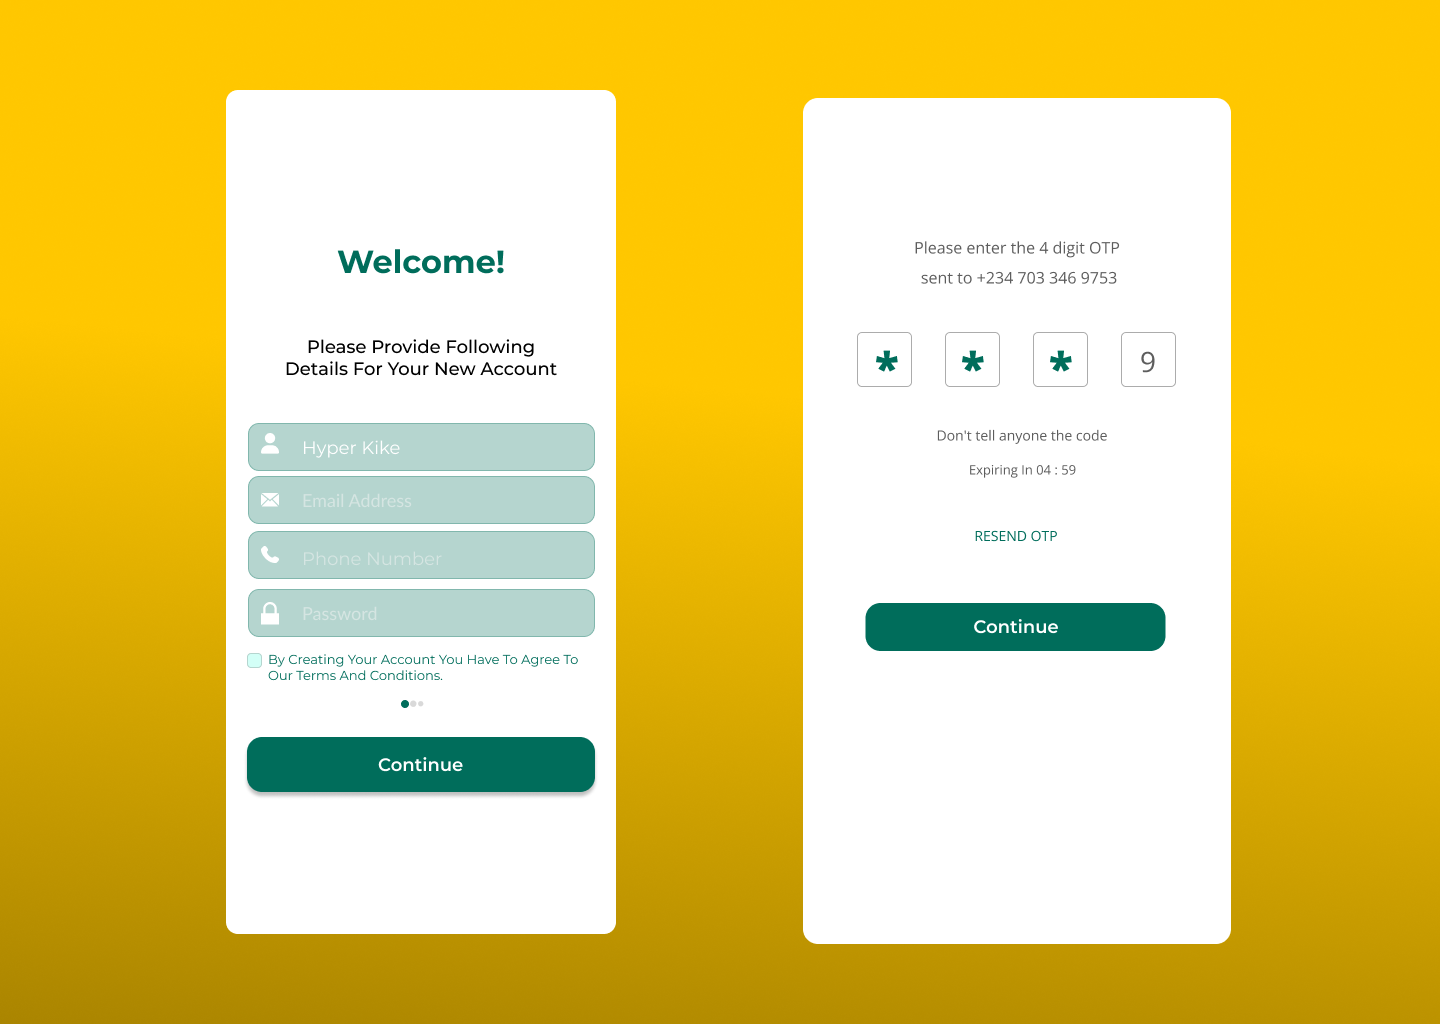 Welcome!
Please Provide Following
Details For Your New Account
Hyper Kike
Email Address
Phone Number
Password
By Creating Your Account You Have To Agree To
Our Terms And Conditions.
Continue
Please enter the 4 digit OTP
sent to +234 703 346 9753
* * * 9
Don't tell anyone the code
Expiring In 04 : 59
RESEND OTP
Continue